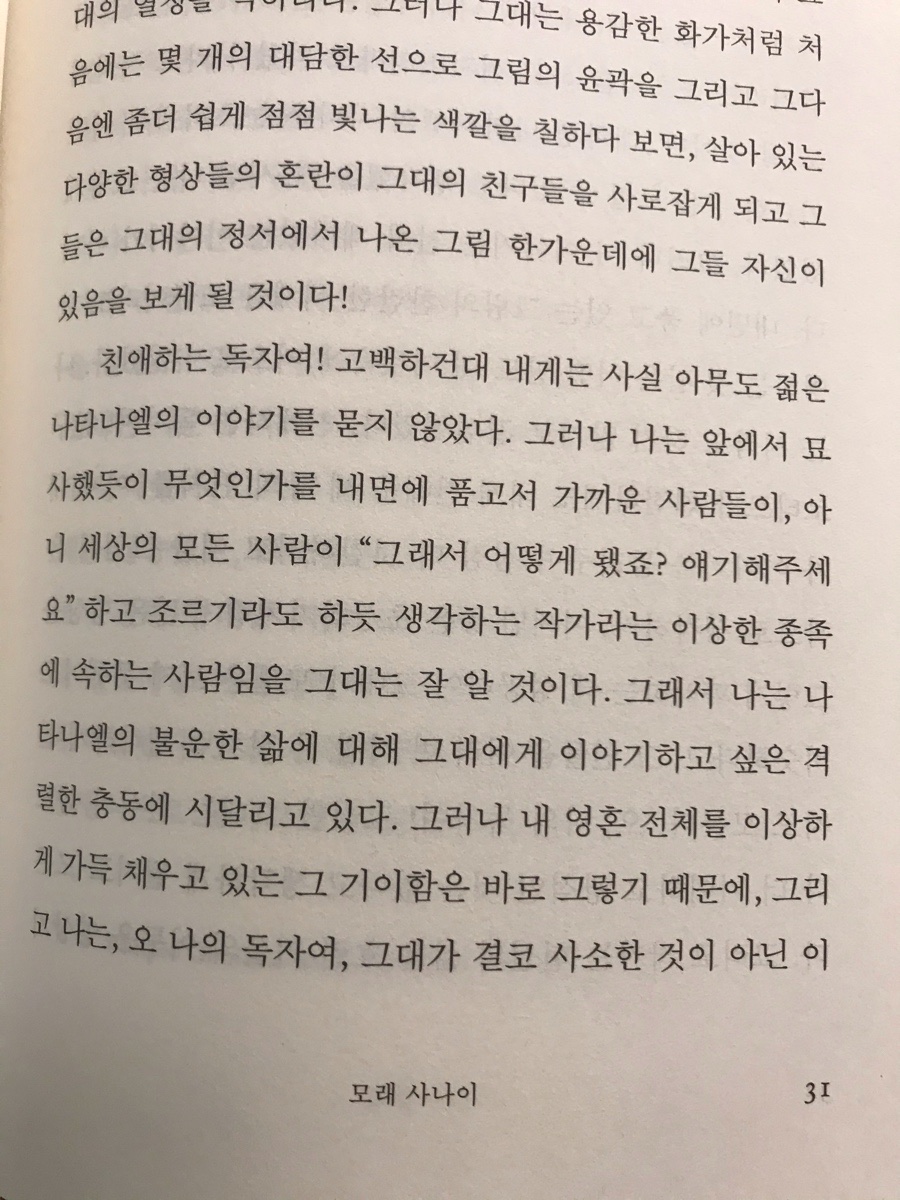 대의 열정을 그러나 그대는 용감한 화가처럼 처
음에는 몇 개의 대담한 선으로 그림의 윤곽을 그리고 그다
음엔 좀더 쉽게 점점 빛나는 색깔을 칠하다 보면, 살아 있는
다양한 형상들의 혼란이 그대의 친구들을 사로잡게 되고 그
들은 그대의 정서에서 나온 그림 한가운데에 그들 자신이
있음을 보게 될 것이다!
친애하는 독자여! 고백하건대 내게는 사실 아무도 젊은
나타나엘의 이야기를 묻지 않았다. 그러나 나는 앞에서 묘
사했듯이 무엇인가를 내면에 품고서 가까운 사람들이, 아
니 세상의 모든 사람이 “그래서 어떻게 됐죠? 얘기해주세
요” 하고 조르기라도 하듯 생각하는 작가라는 이상한 종족
에 속하는 사람임을 그대는 잘 알 것이다. 그래서 나는 나
타나엘의 불운한 삶에 대해 그대에게 이야기하고 싶은 격
렬한 충동에 시달리고 있다. 그러나 내 영혼 전체를 이상하
게 가득 채우고 있는 그 기이함은 바로 그렇기 때문에, 그리
고 나는, 오 나의 독자여, 그대가 결코 사소한 것이 아닌 이
모래 사나이 31